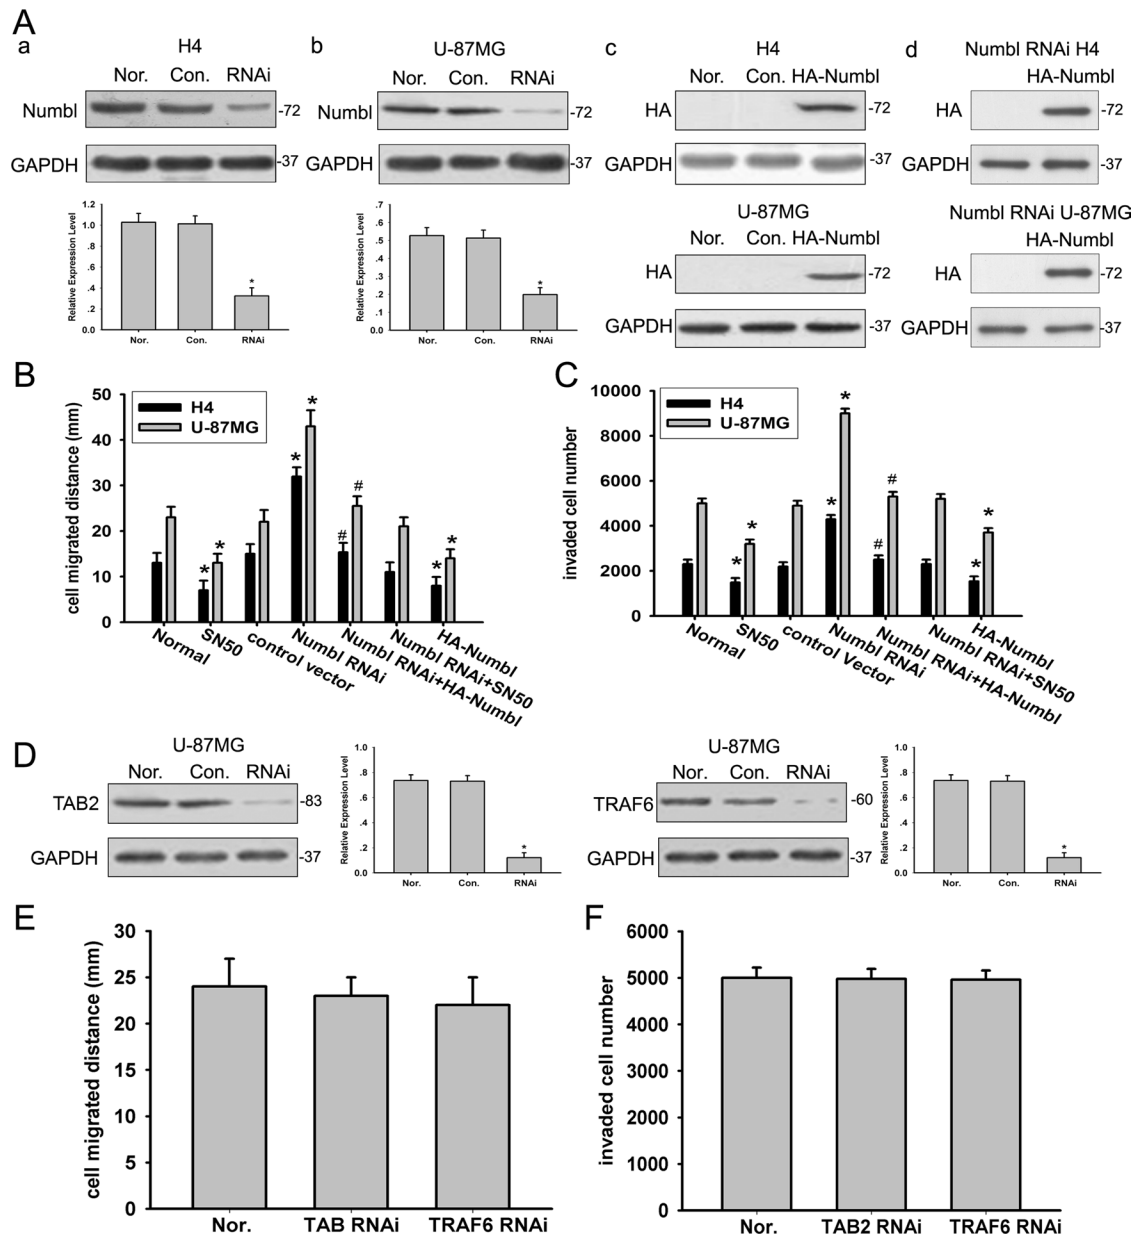 A
a
H4
Nor. Con. RNAi
Numbl
-72
GAPDH
-37
Relative Expression Level
1.2
1.0
.8
.6
.4
.2
0.0
Nor. Con. RNAi
*
b
U-87MG
Nor. Con. RNAi
Numbl
-72
GAPDH
-37
Relative Expression Level
.7
.5
.4
.2
.1
.0
Nor. Con. RNAi
*
c
H4
Nor. Con. HA-Numbl
HA
-72
GAPDH
-37
U-87MG
Nor. Con. HA-Numbl
HA
-72
GAPDH
-37
d
Numbl RNAi H4
HA-Numbl
HA
-72
GAPDH
-37
Numbl RNAi U-87MG
HA-Numbl
HA
-72
GAPDH
-37
B
cell migrated distance (mm)
50
40
30
20
10
0
H4
U-87MG
* * * * # # * *
Normal
SN50
control vector
Numbl RNAi
Numbl RNAi+HA-Numbl
Numbl RNAi+SN50
HA-Numbl
C
invaded cell number
10000
8000
6000
4000
2000
0
H4
U-87MG
* * * * # # * *
Normal
SN50
control Vector
Numbl RNAi
Numbl RNAi+HA-Numbl
Numbl RNAi+SN50
HA-Numbl
D
U-87MG
Nor. Con. RNAi
TAB2
-83
GAPDH
-37
Relative Expression Level
1.0
.8
.6
.4
.2
0.0
Nor. Con. RNAi
*
U-87MG
Nor. Con. RNAi
TRAF6
-60
GAPDH
-37
Relative Expression Level
1.0
.8
.6
.4
.2
0.0
Nor. Con. RNAi
*
E
cell migrated distance (mm)
30
25
20
15
10
5
0
Nor. TAB RNAi TRAF6 RNAi
F
invaded cell number
6000
5000
4000
3000
2000
1000
0
Nor. TAB2 RNAi TRAF6 RNAi